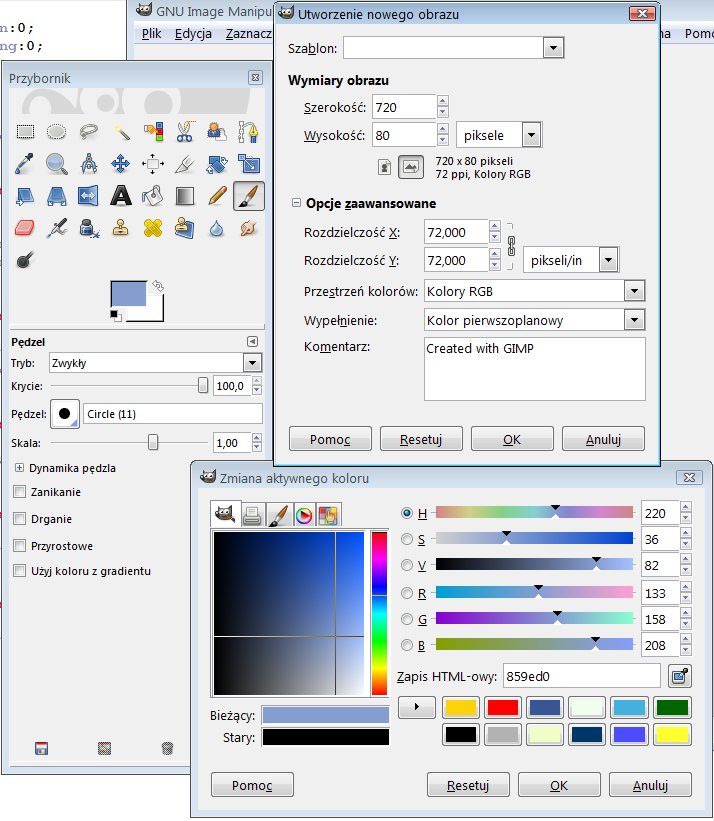 n:0;
ng:0;
GNU Image Manipu
Plik Edycja Zaznacz
na Pomo
Przybornik
Pędzel
Tryb: Zwykły
Krycie: 100,0
Pędzel: Circle (11)
Skala: 1,00
Dynamika pędzla
Zanikanie
Drganie
Przyrostowe
Użyj koloru z gradientu
Utworzenie nowego obrazu
Szablon:
Wymiary obrazu
Szerokość: 720
Wysokość: 80 piksele
720 x 80 pikseli
72 ppi, Kolory RGB
Opcje zaawansowane
Rozdzielczość X: 72,000
Rozdzielczość Y: 72,000 pikseli/in
Przestrzeń kolorów: Kolory RGB
Wypełnienie: Kolor pierwszoplanowy
Komentarz: Created with GIMP
Pomoc Resetuj OK Anuluj
Zmiana aktywnego koloru
H 220
S 36
V 82
R 133
G 158
B 208
Zapis HTML-owy: 859ed0
Bieżący:
Stary:
Pomoc Resetuj OK Anuluj